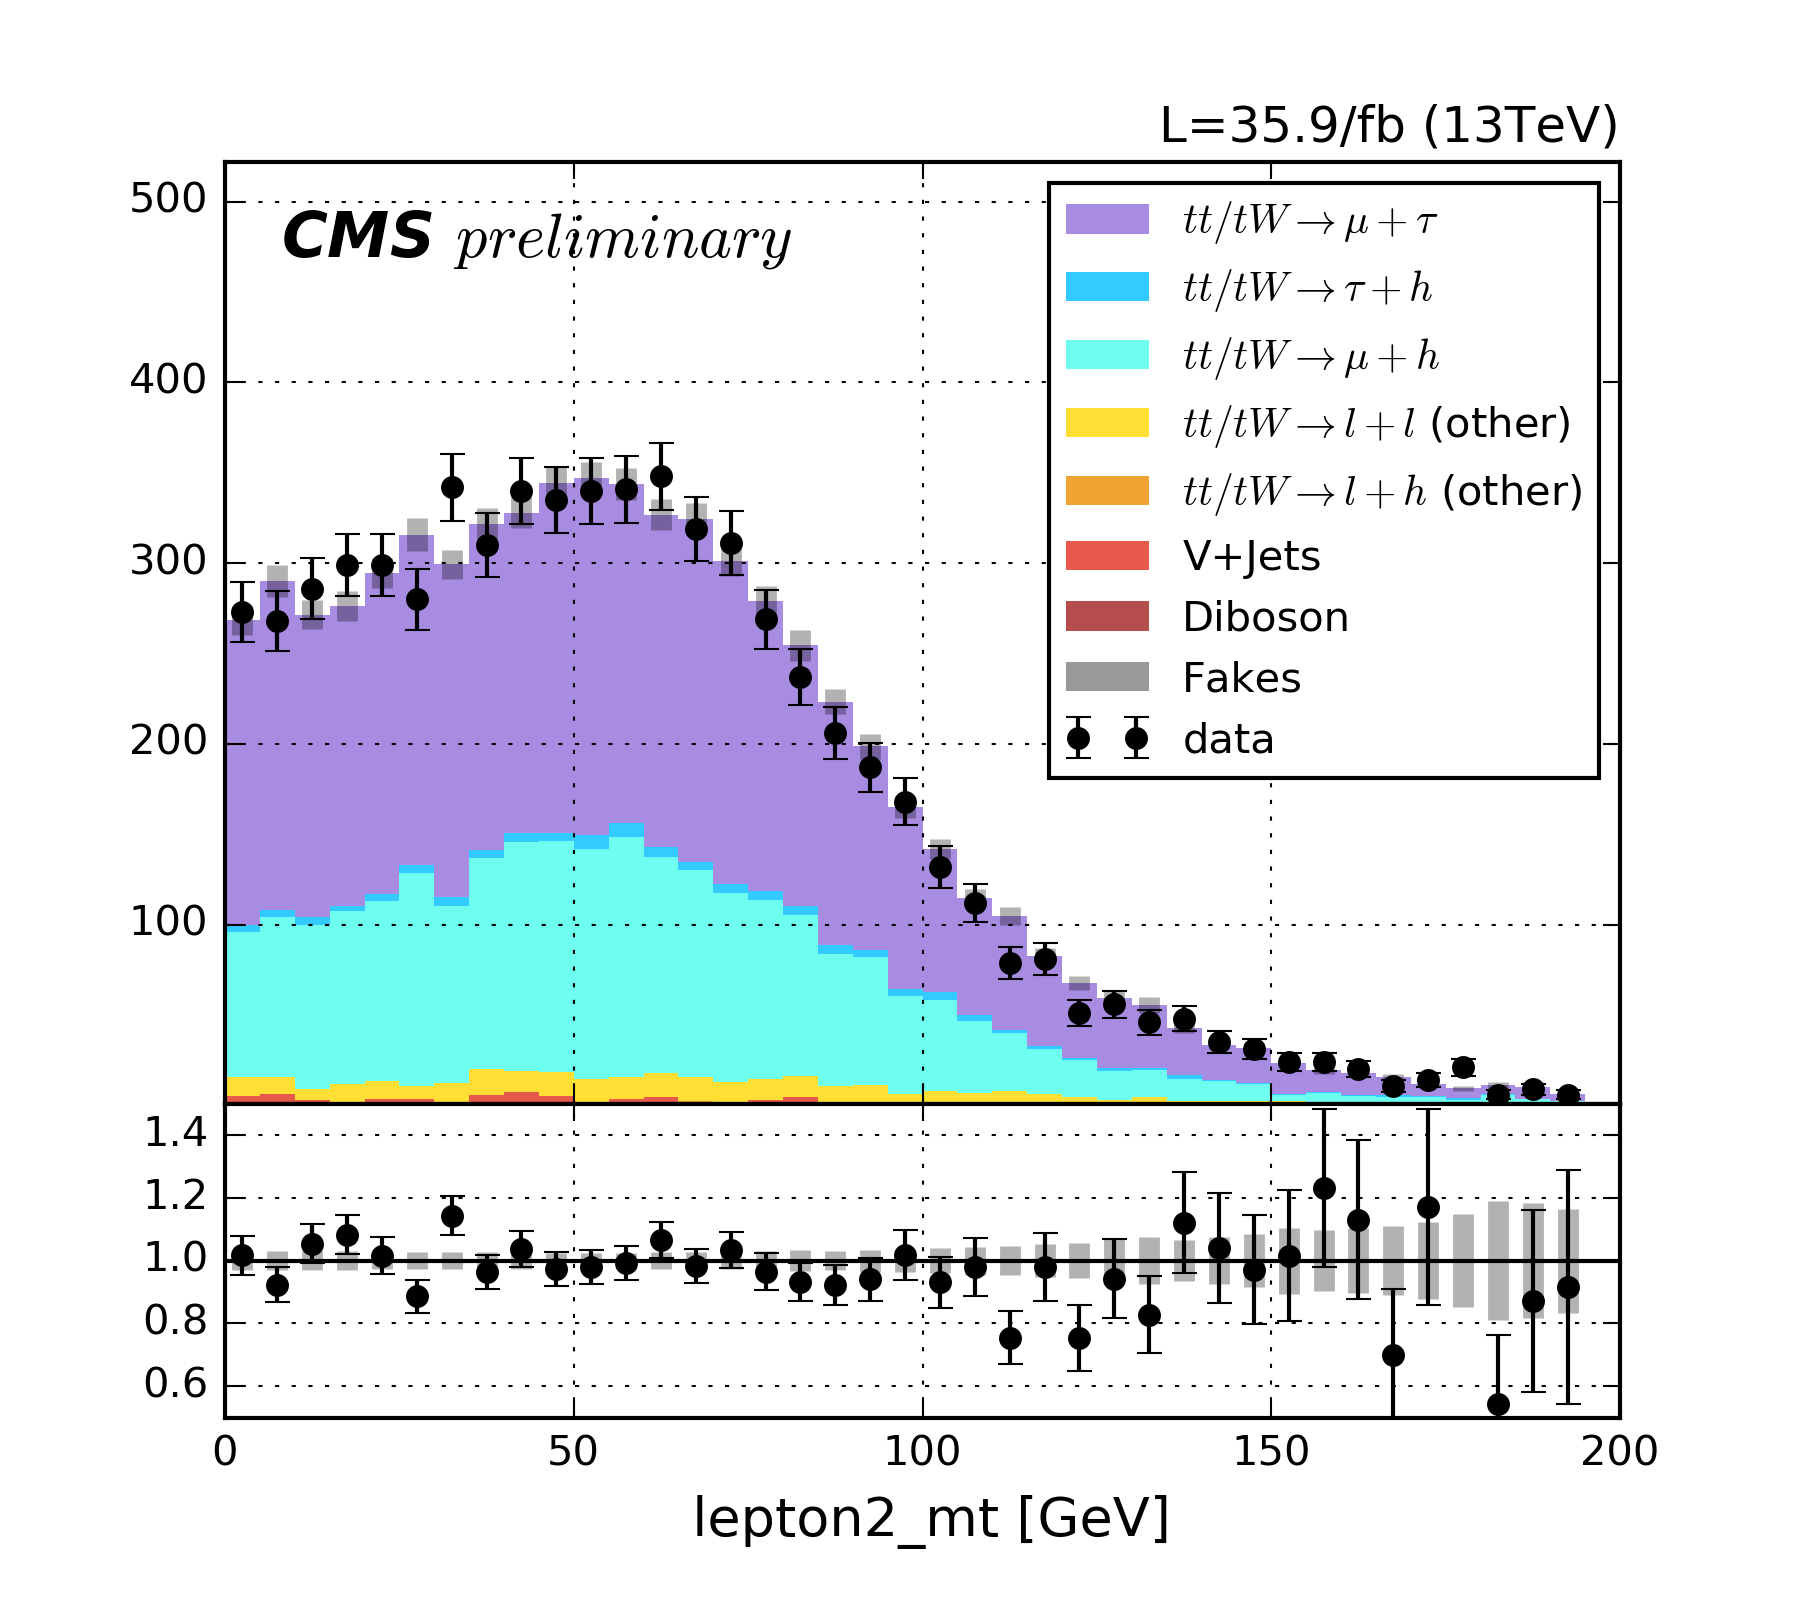 L=35.9/fb (13TeV)
CMS preliminary
500
400
300
200
100
tt/tW→μ+τ
tt/tW→τ+h
tt/tW→μ+h
tt/tW→l+l (other)
tt/tW→l+h (other)
V+Jets
Diboson
Fakes
data
1.4
1.2
1.0
0.8
0.6
0 50 100 150 200
lepton2_mt [GeV]